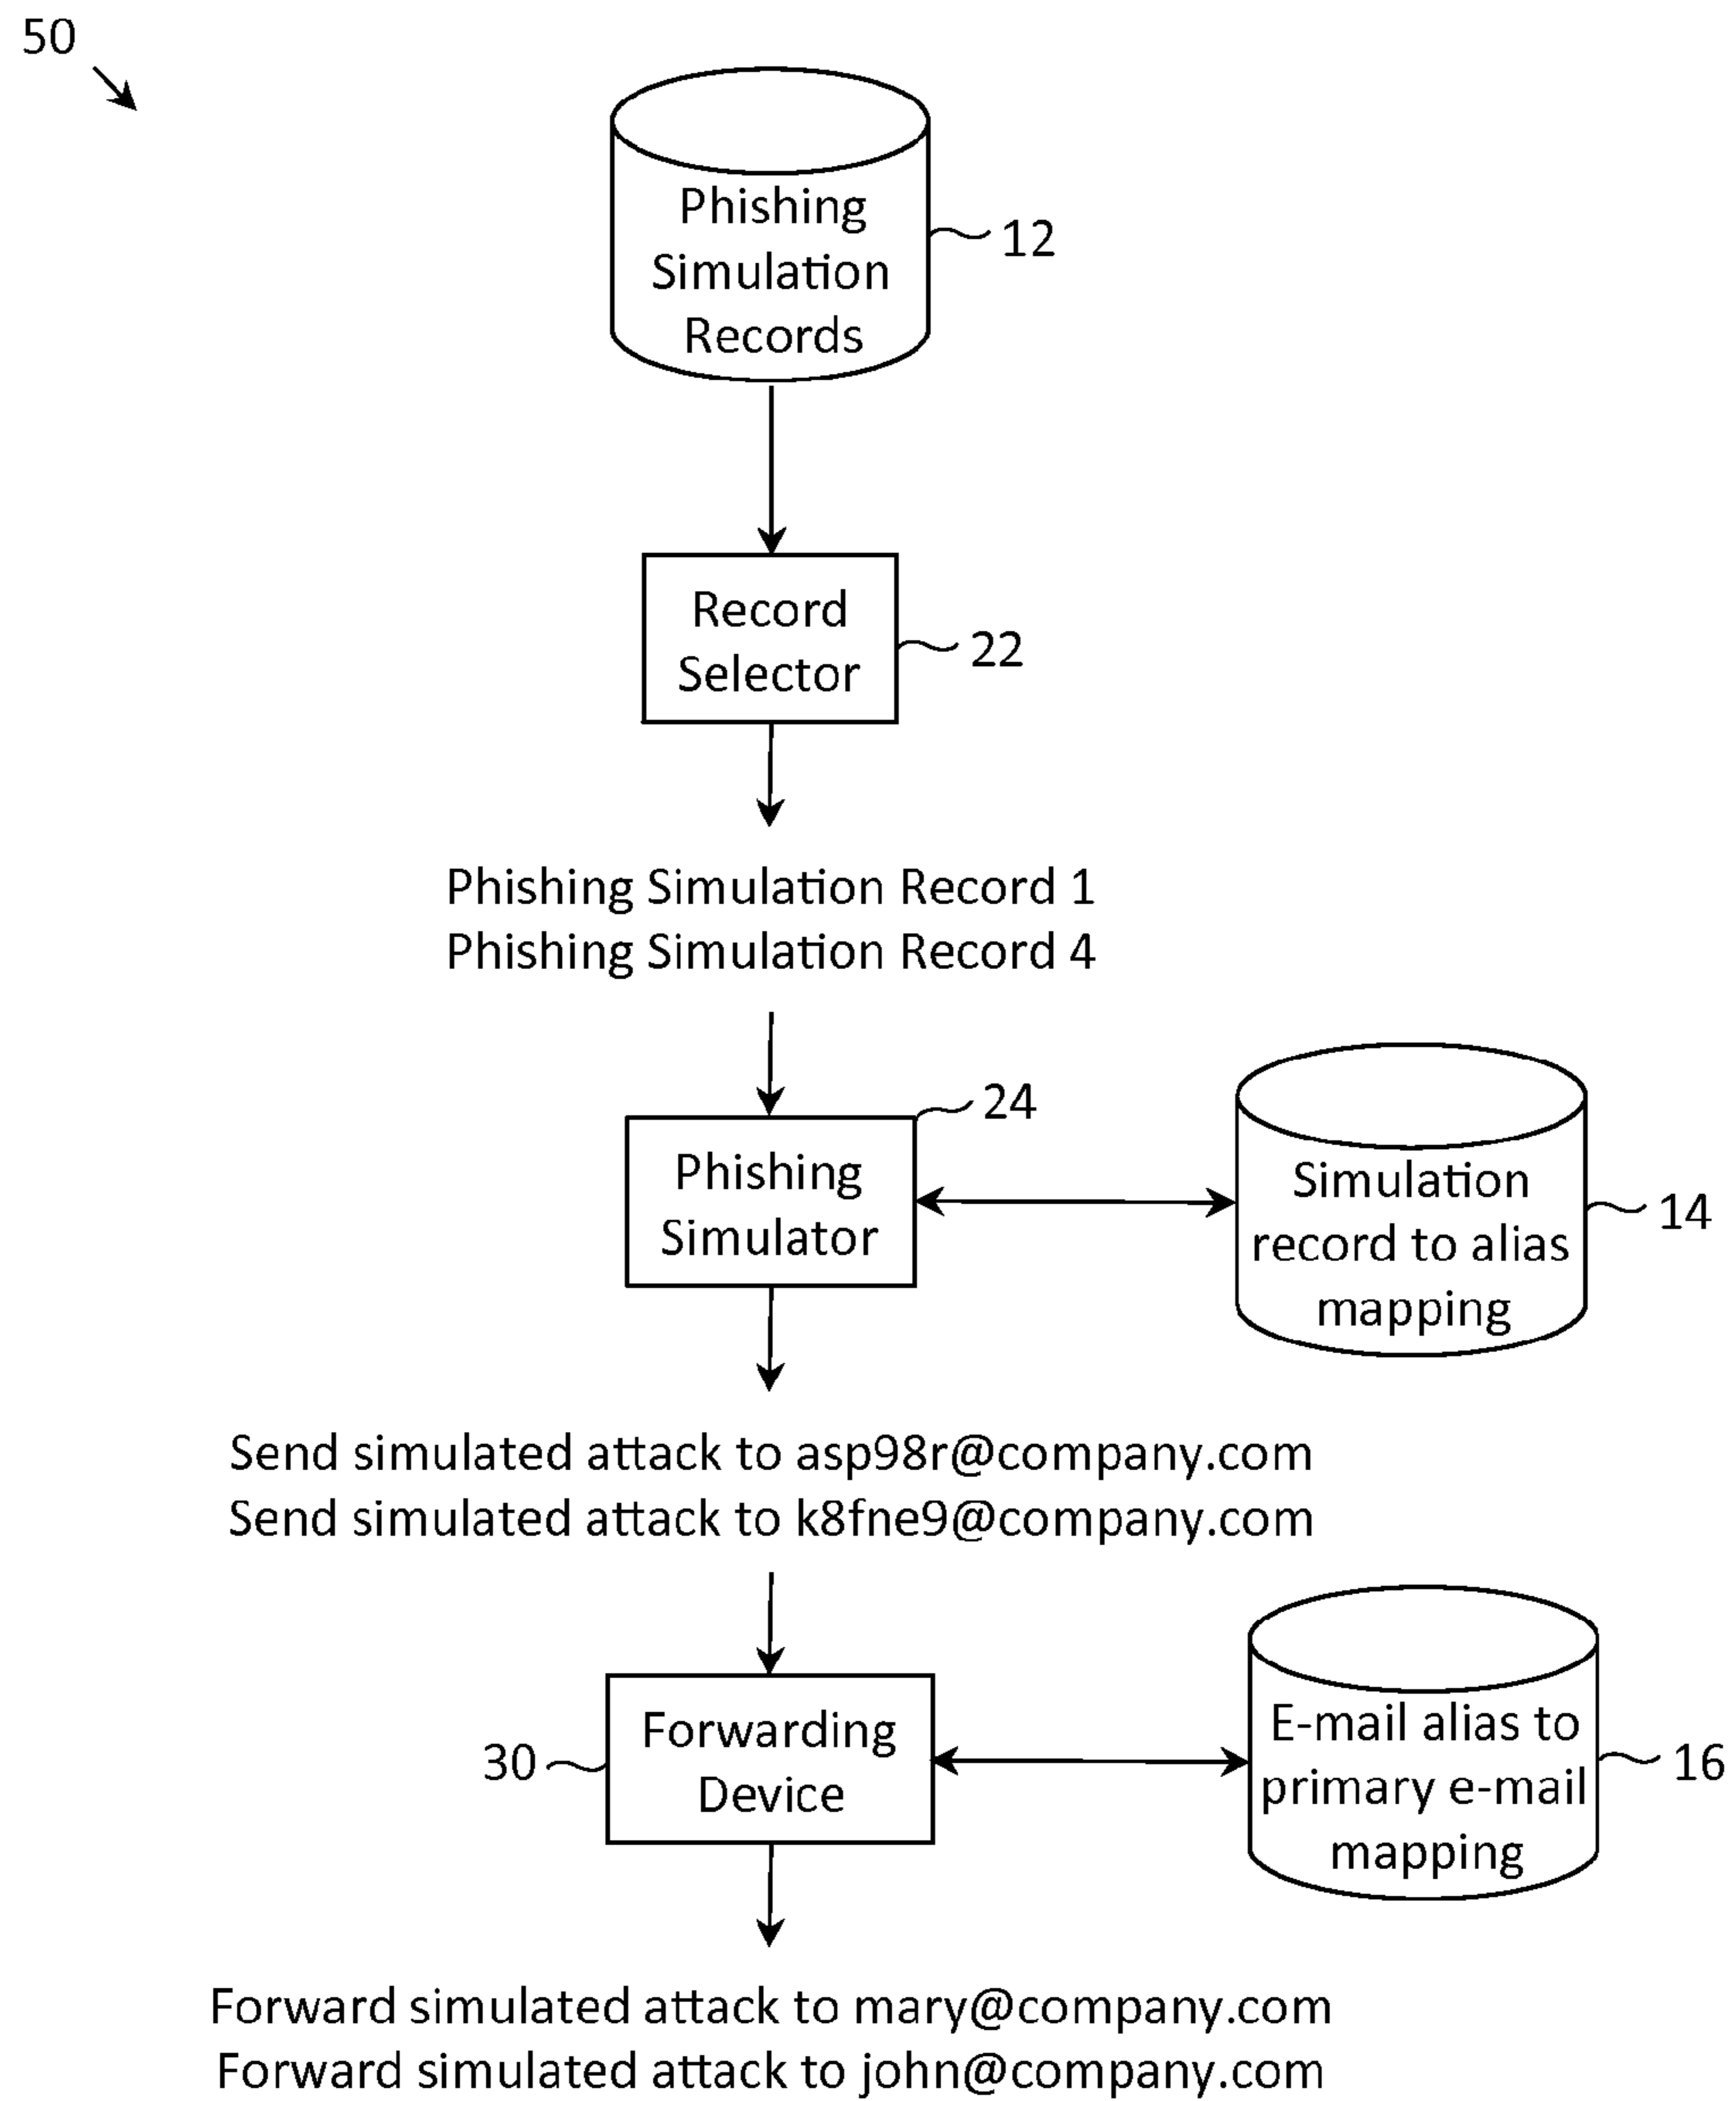 50
Phishing
Simulation
Records
12
Record
Selector
22
Phishing Simulation Record 1
Phishing Simulation Record 4
24
Phishing
Simulator
Simulation
record to alias
mapping
14
Send simulated attack to asp98r@company.com
Send simulated attack to k8fne9@company.com
30
Forwarding
Device
E-mail alias to
primary e-mail
mapping
16
Forward simulated attack to mary@company.com
Forward simulated attack to john@company.com